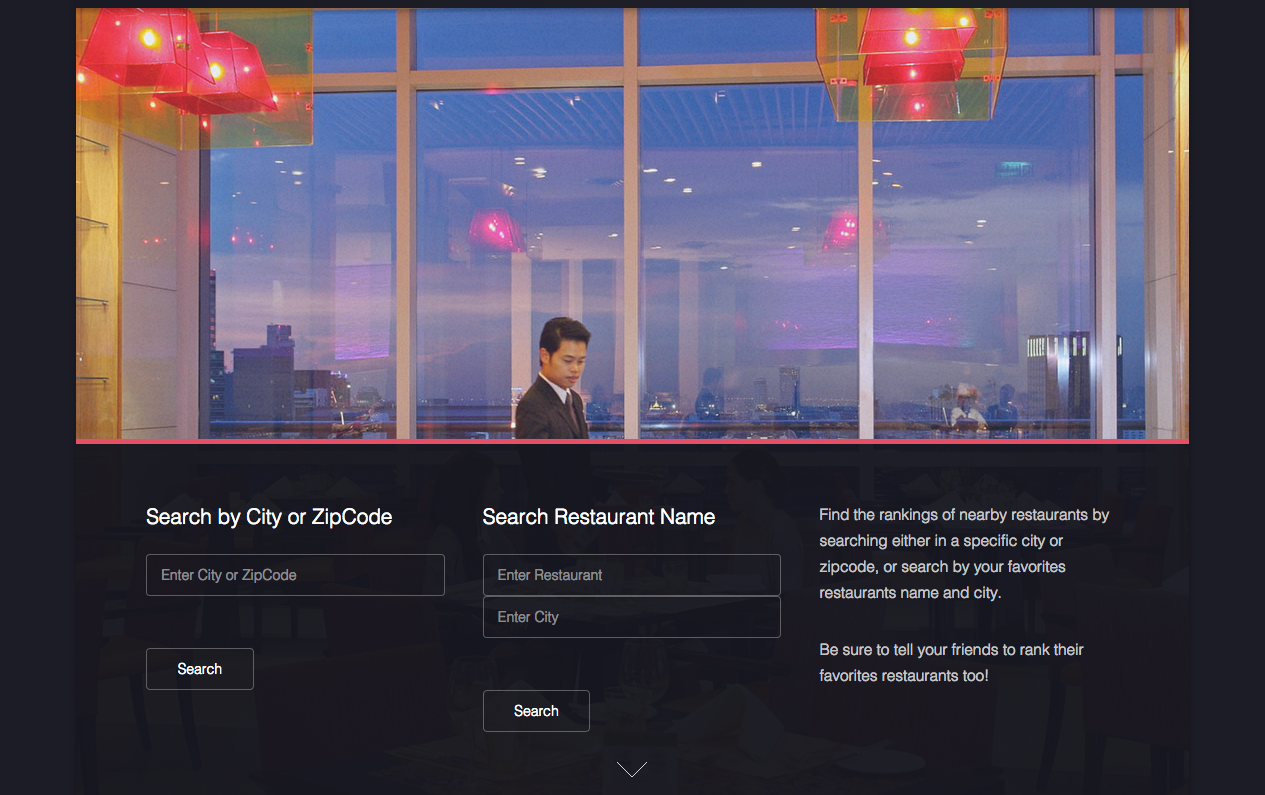 Search by City or ZipCode
Enter City or ZipCode
Search
Search Restaurant Name
Enter Restaurant
Enter City
Search
Find the rankings of nearby restaurants by
searching either in a specific city or
zipcode, or search by your favorites
restaurants name and city.
Be sure to tell your friends to rank their
favorites restaurants too!